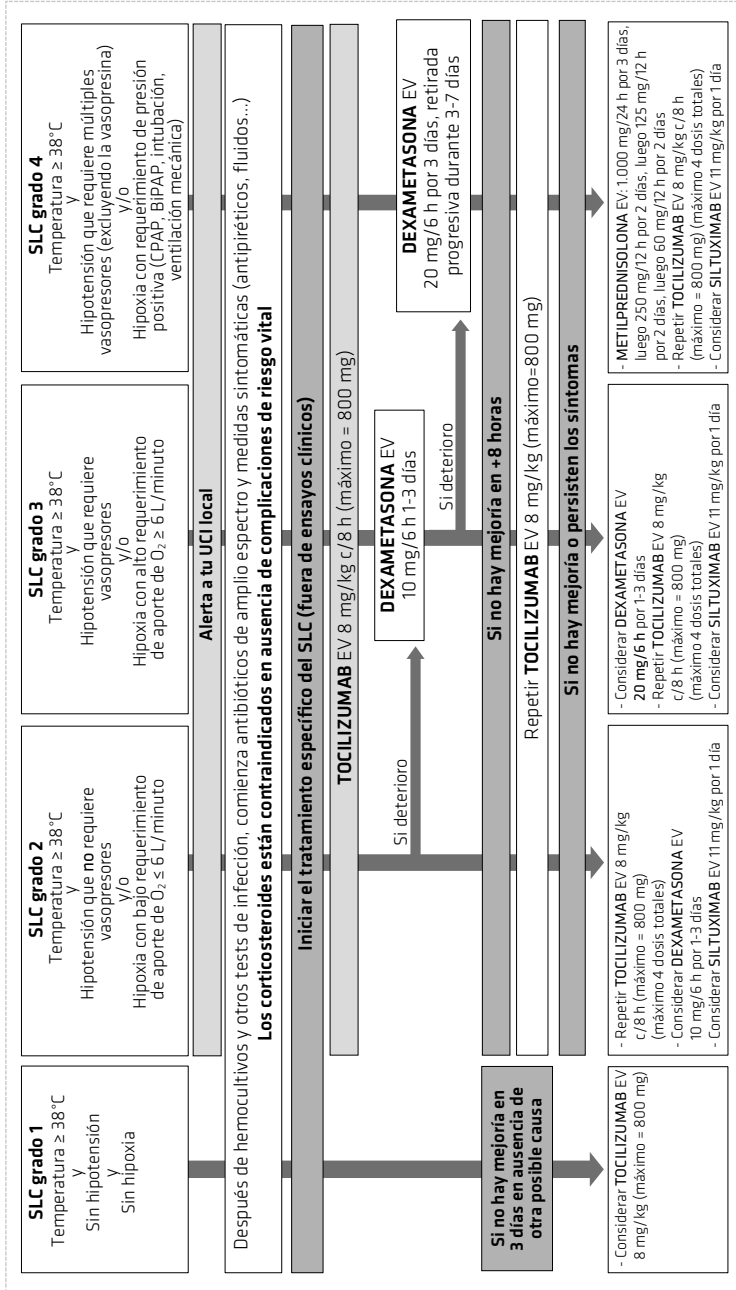 SLC grado 1
Temperatura ≥ 38°C
y
Sin hipotensión
y
Sin hipoxia
SLC grado 2
Temperatura ≥ 38°C
y
Hipotensión que no requiere
vasopresores
y/o
Hipoxia con bajo requerimiento
de aporte de O₂ ≤ 6 L/minuto
SLC grado 3
Temperatura ≥ 38°C
y
Hipotensión que requiere
vasopresores
y/o
Hipoxia con alto requerimiento
de aporte de O₂ ≥ 6 L/minuto
SLC grado 4
Temperatura ≥ 38°C
y
Hipotensión que requiere múltiples
vasopresores (excluyendo la vasopresina)
y/o
Hipoxia con requerimiento de presión
positiva (CPAP, BiPAP, intubación,
ventilación mecánica)
Alerta a tu UCI local
Después de hemocultivos y otros tests de infección, comienza antibióticos de amplio espectro y medidas sintomáticas (antipiréticos, fluidos...)
Los corticosteroides están contraindicados en ausencia de complicaciones de riesgo vital
Iniciar el tratamiento específico del SLC (fuera de ensayos clínicos)
TOCILIZUMAB EV 8 mg/kg c/8 h (máximo = 800 mg)
Si deterioro
DEXAMETASONA EV
10 mg/6 h 1-3 días
Si deterioro
DEXAMETASONA EV
20 mg/6 h por 3 días, retirada
progresiva durante 3-7 días
Si no hay mejoría en
3 días en ausencia de
otra posible causa
Si no hay mejoría en +8 horas
Repetir TOCILIZUMAB EV 8 mg/kg (máximo=800 mg)
Si no hay mejoría o persisten los síntomas
- Considerar TOCILIZUMAB EV
8 mg/kg (máximo = 800 mg)
- Repetir TOCILIZUMAB EV 8 mg/kg
c/8 h (máximo = 800 mg)
(máximo 4 dosis totales)
- Considerar DEXAMETASONA EV
10 mg/6 h por 1-3 días
- Considerar SILTUXIMAB EV 11 mg/kg por 1 día
- Considerar DEXAMETASONA EV
20 mg/6 h por 1-3 días
- Repetir TOCILIZUMAB EV 8 mg/kg
c/8 h (máximo = 800 mg)
(máximo 4 dosis totales)
- Considerar SILTUXIMAB EV 11 mg/kg por 1 día
- METILPREDNISOLONA EV: 1.000 mg/24 h por 3 días,
luego 250 mg/12 h por 2 días, luego 125 mg/12 h
por 2 días, luego 60 mg/12 h por 2 días
- Repetir TOCILIZUMAB EV 8 mg/kg c/8 h
(máximo = 800 mg) (máximo 4 dosis totales)
- Considerar SILTUXIMAB EV 11 mg/kg por 1 día